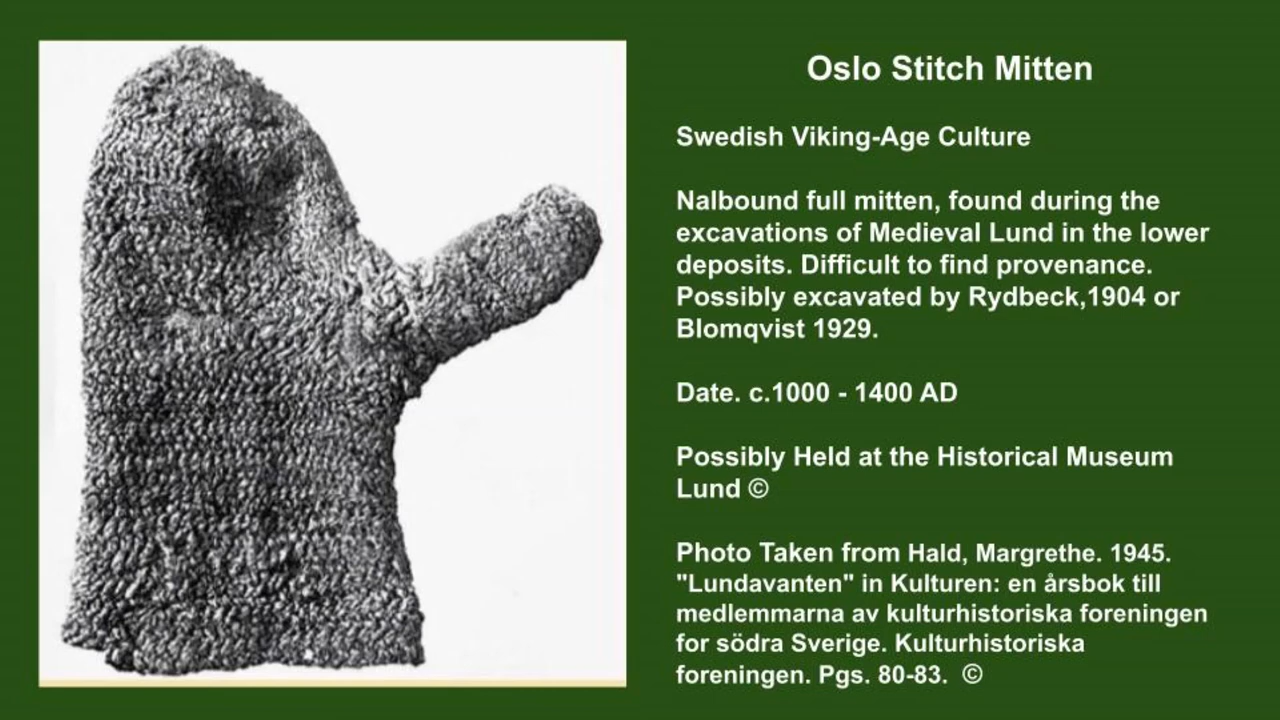 Oslo Stitch Mitten
Swedish Viking-Age Culture
Nalbound full mitten, found during the
excavations of Medieval Lund in the lower
deposits. Difficult to find provenance.
Possibly excavated by Rydbeck,1904 or
Blomqvist 1929.
Date. c.1000 - 1400 AD
Possibly Held at the Historical Museum
Lund ©
Photo Taken from Hald, Margrethe. 1945.
"Lundavanten" in Kulturen: en årsbok till
medlemmarna av kulturhistoriska foreningen
for södra Sverige. Kulturhistoriska
foreningen. Pgs. 80-83. ©